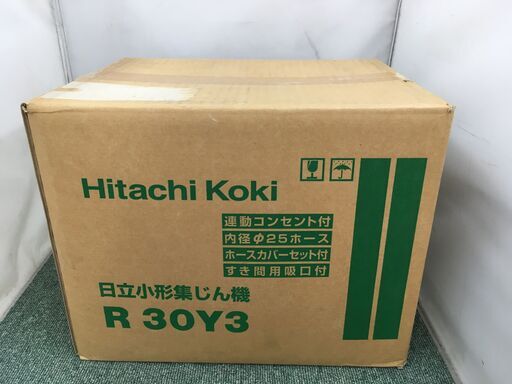 Hitachi Koki
連動コンセント付
内径φ25ホース
ホースカバーセット付
すき間用吸口付
日立小形集じん機
R 30Y3